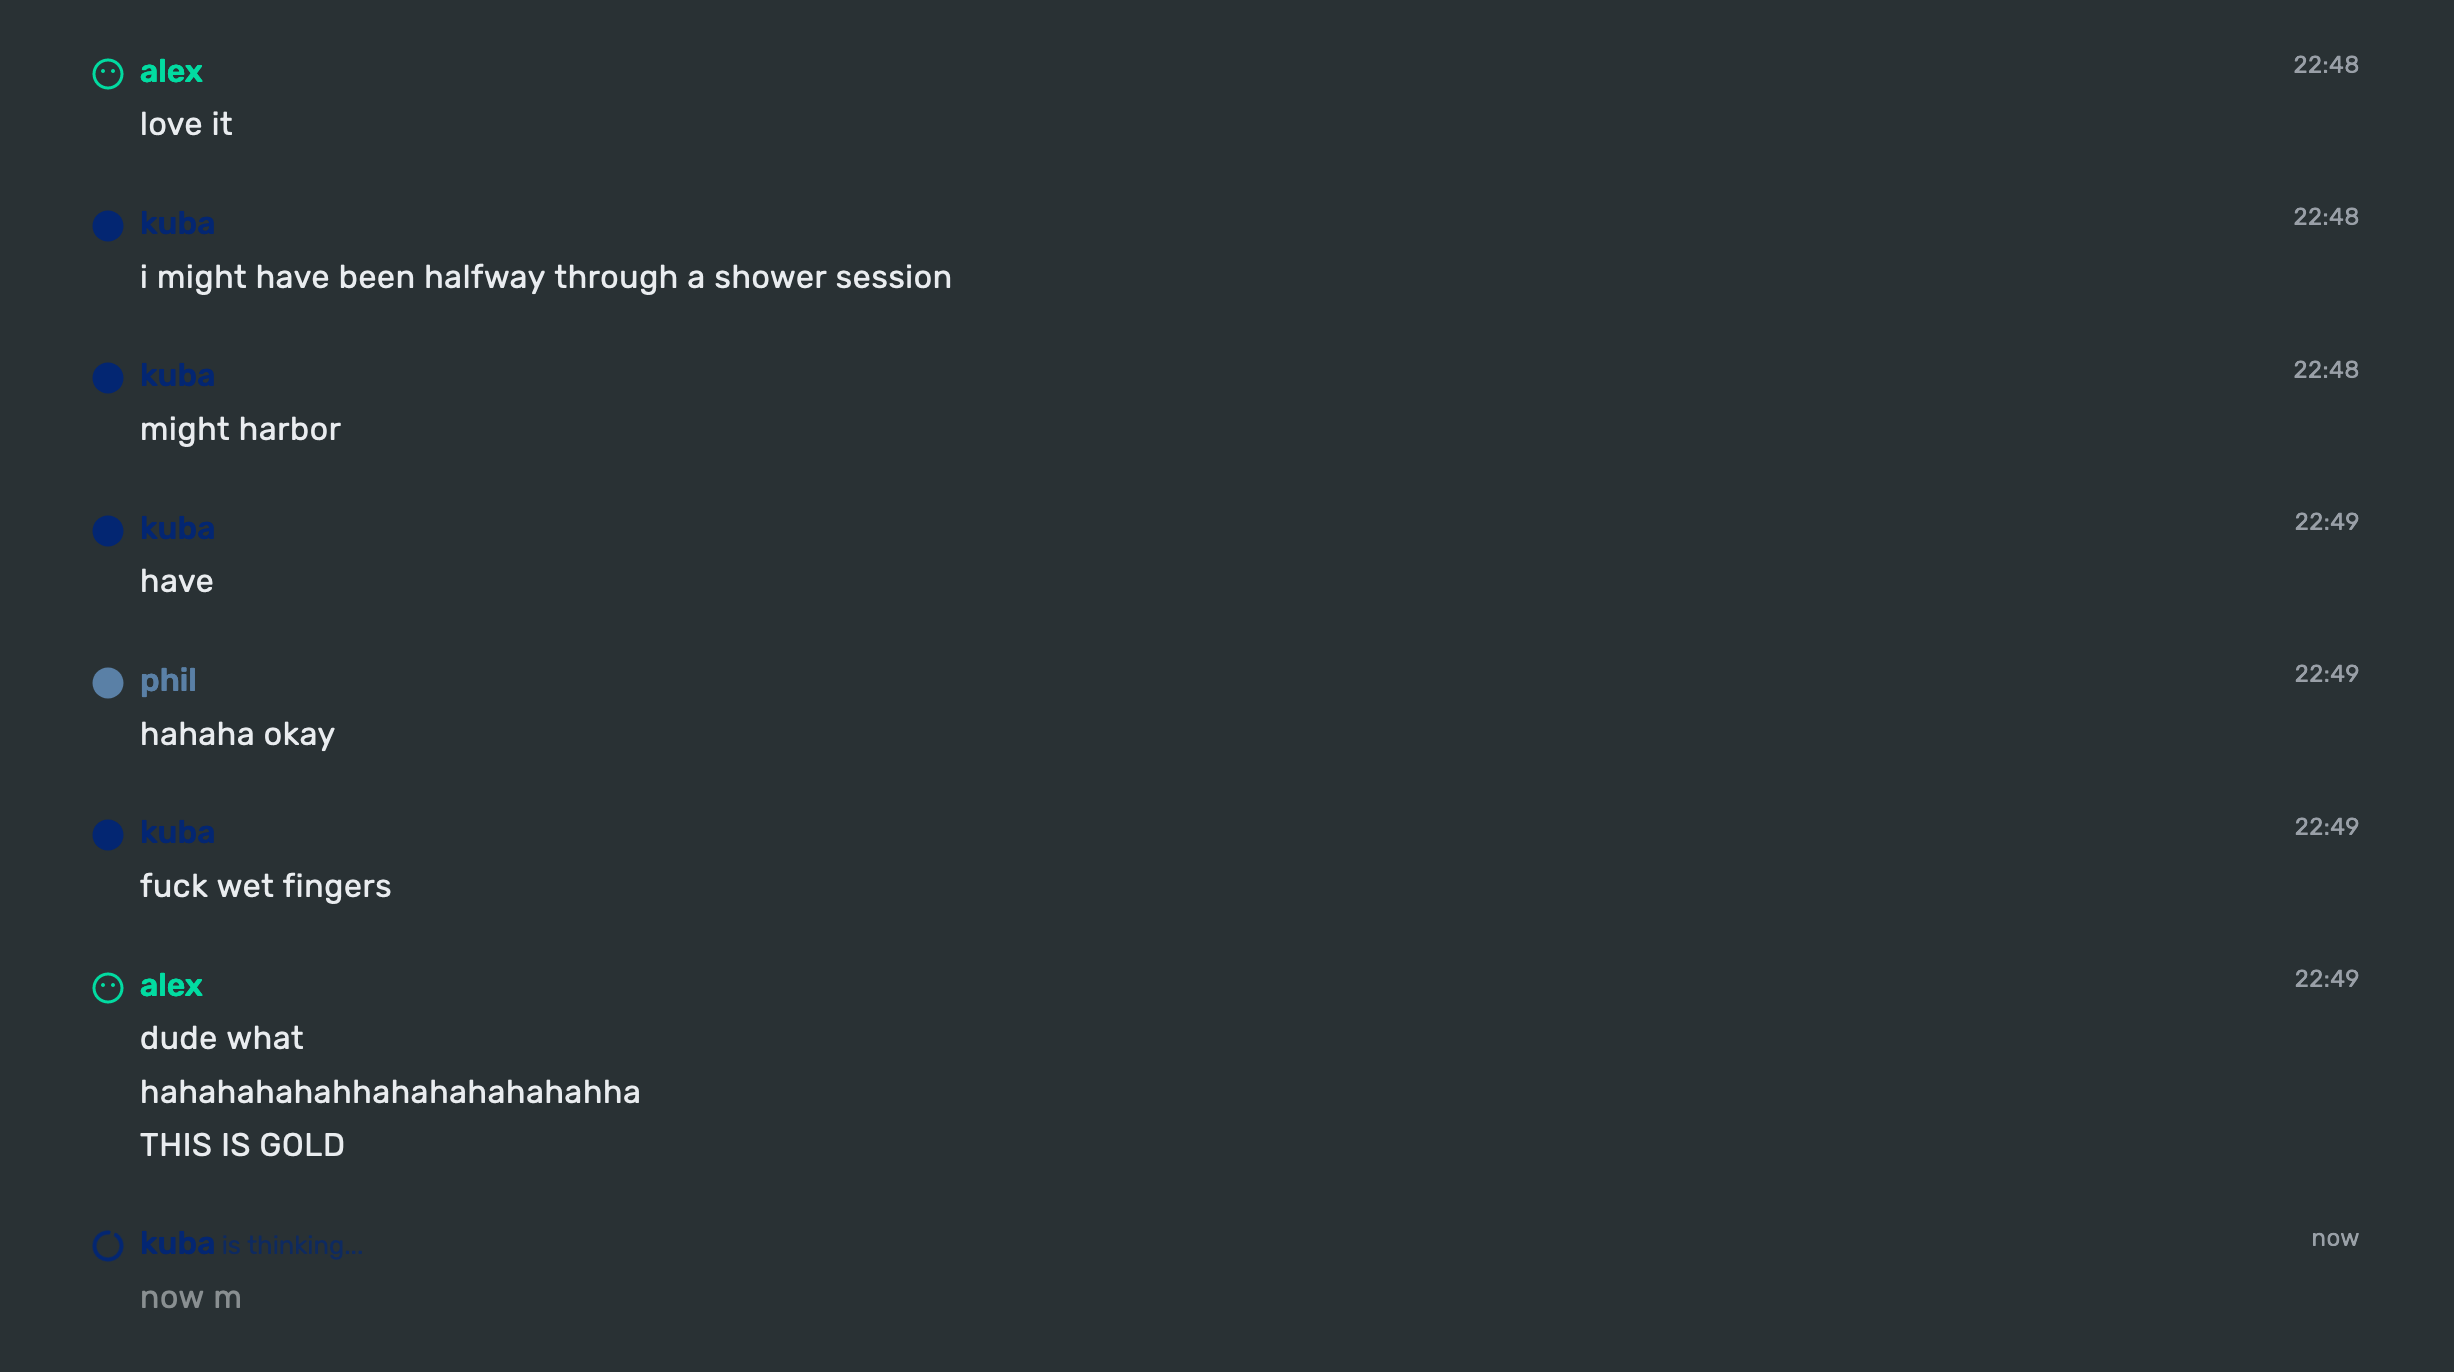 alex 22:48
love it
kuba 22:48
i might have been halfway through a shower session
kuba 22:48
might harbor
kuba 22:49
have
phil 22:49
hahaha okay
kuba 22:49
fuck wet fingers
alex 22:49
dude what
hahahahahahhahahahahahahha
THIS IS GOLD
kuba is thinking... now
now m